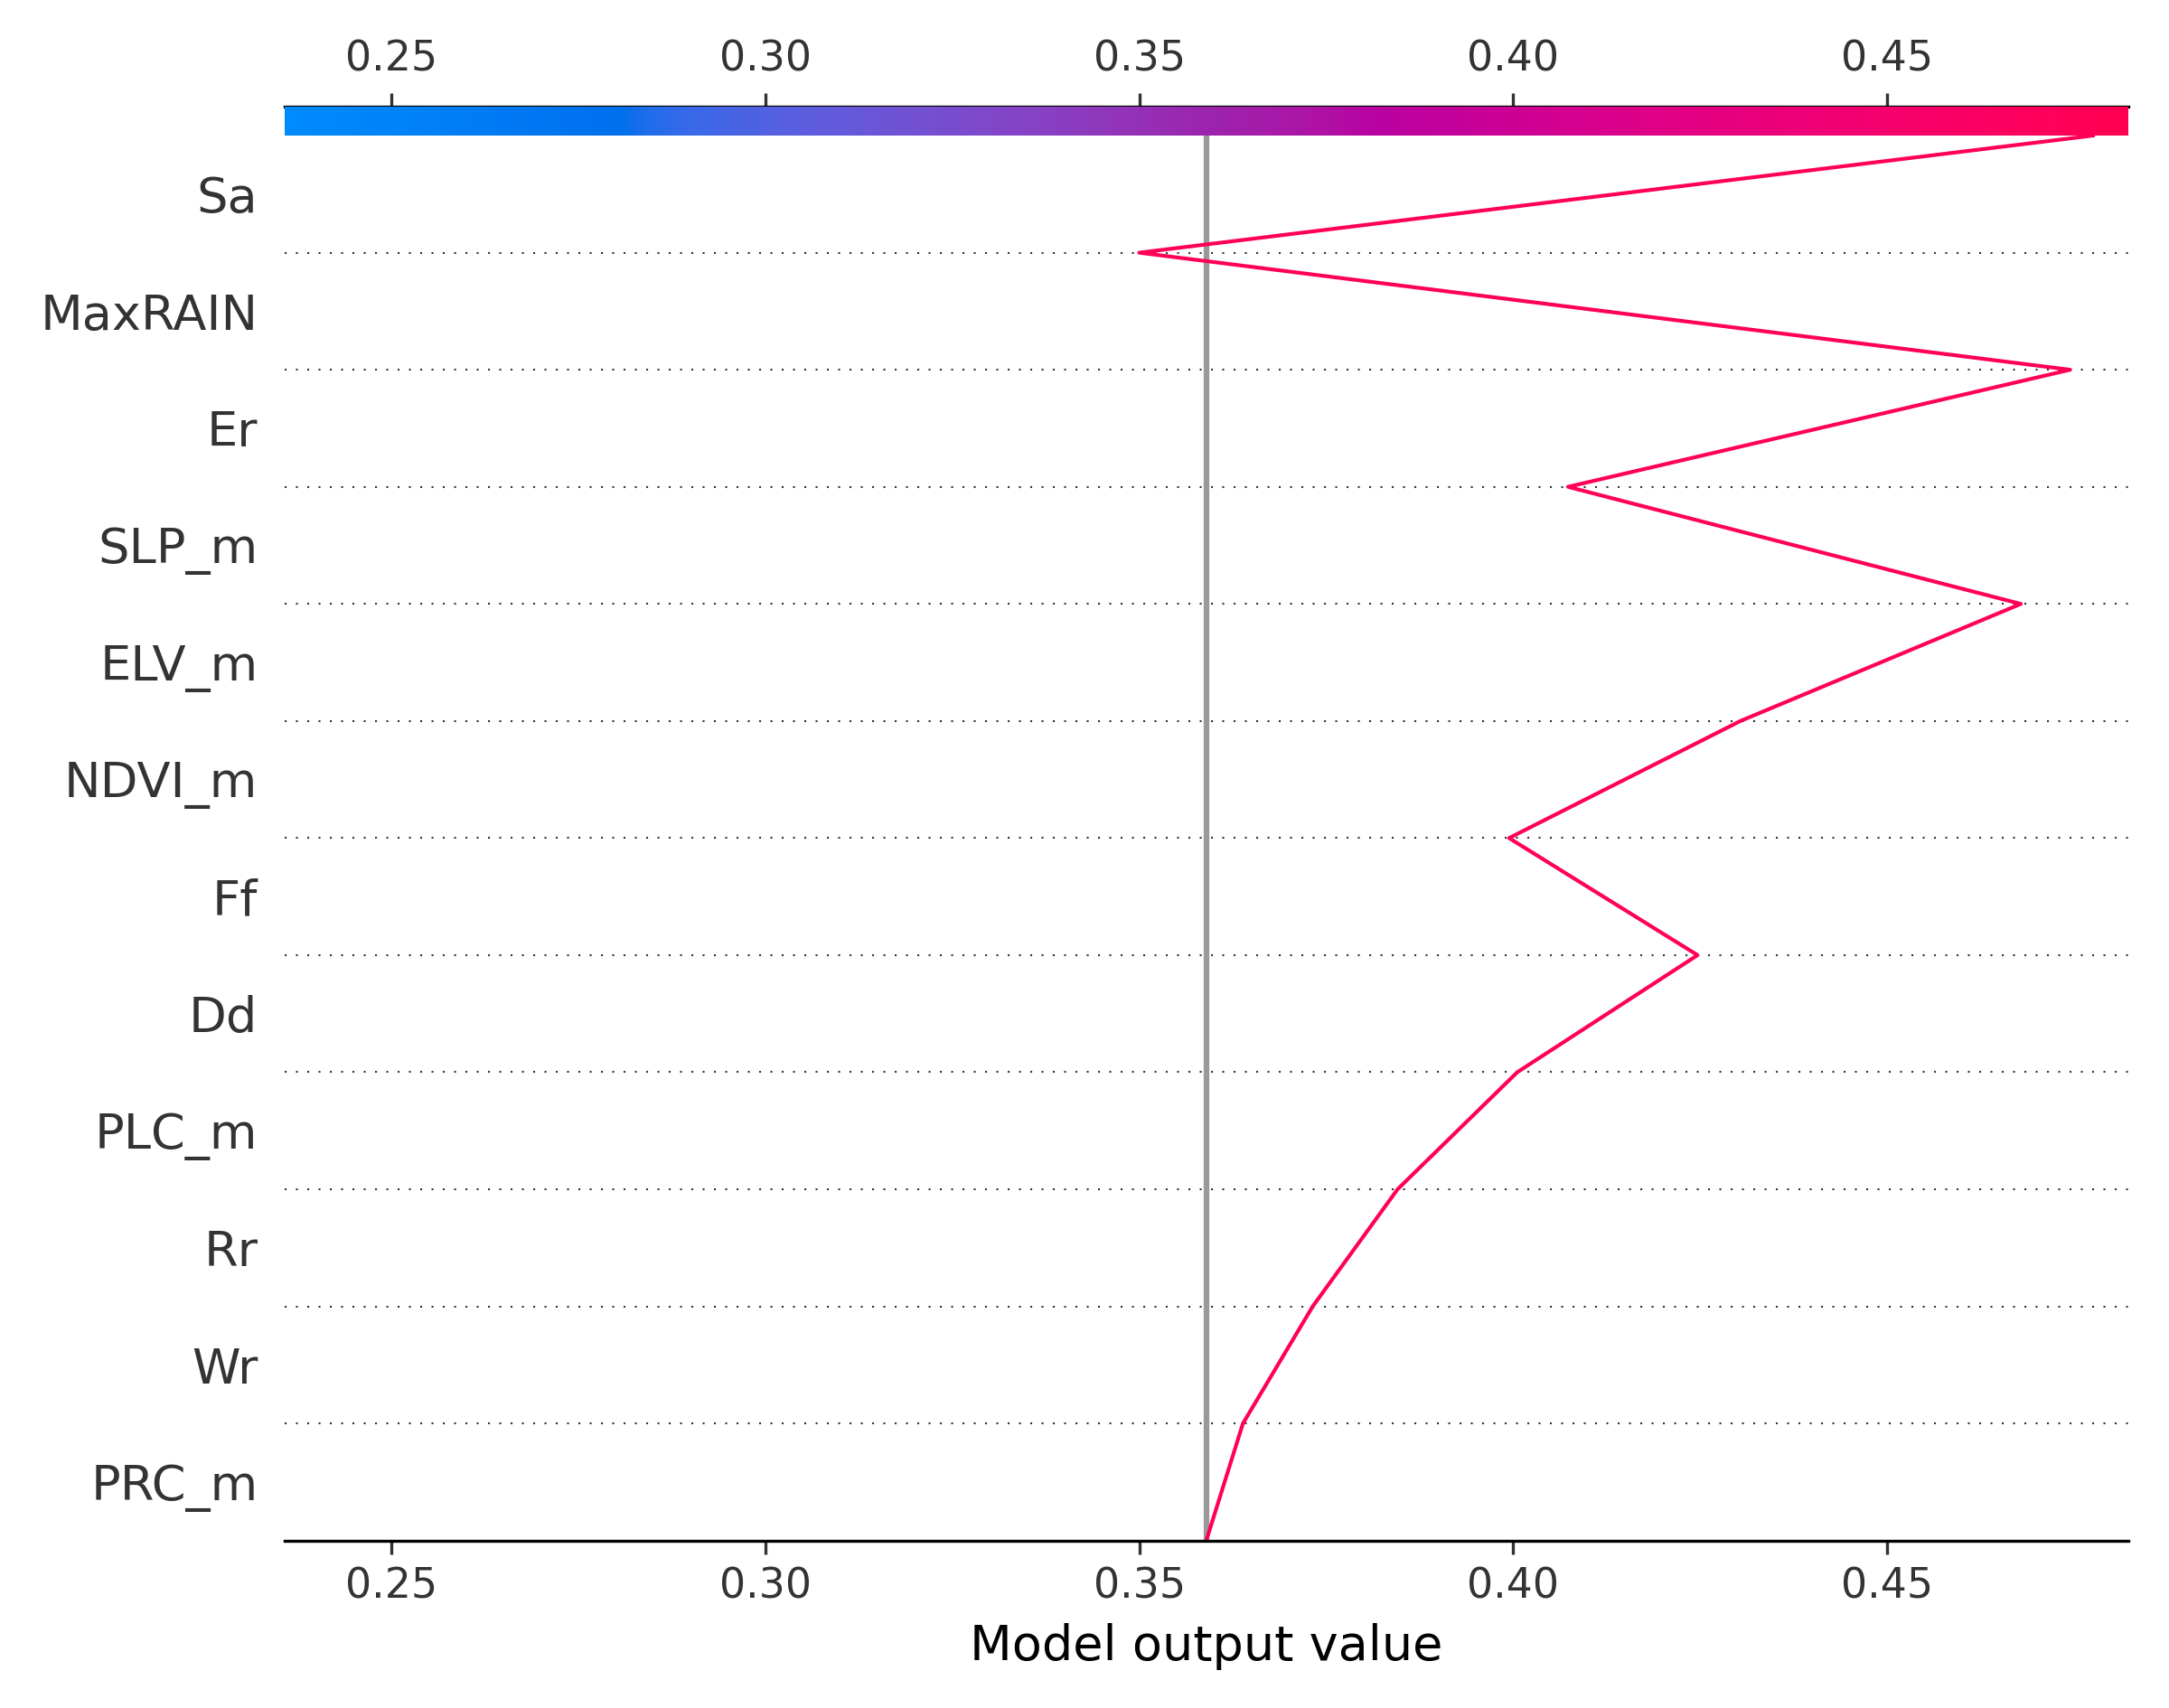 0.25 0.30 0.35 0.40 0.45
Sa
MaxRAIN
Er
SLP_m
ELV_m
NDVI_m
Ff
Dd
PLC_m
Rr
Wr
PRC_m
0.25 0.30 0.35 0.40 0.45
Model output value